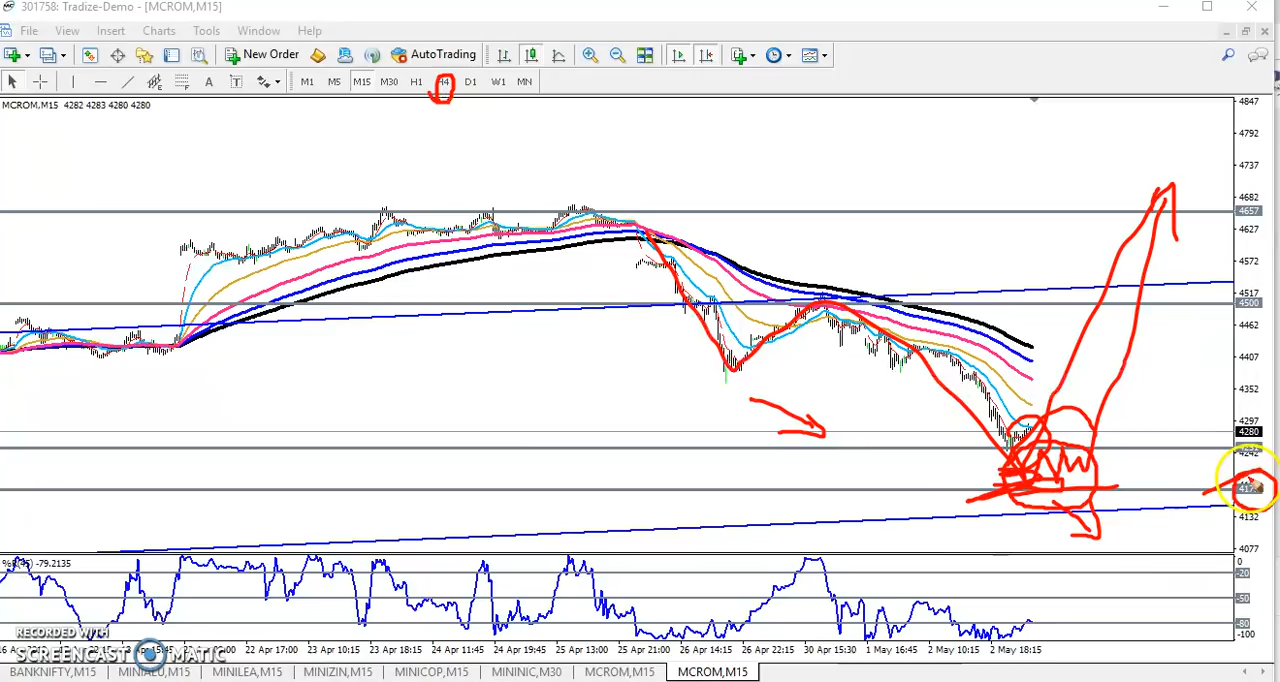 301758: Tradize-Demo - [MCROM,M15]
File View Insert Charts Tools Window Help
New Order AutoTrading
A T M1 M5 M15 M30 H1 H4 D1 W1 MN
MCROM,M15 4282 4283 4280 4280
4847
4792
4737
4682
4657
4627
4572
4517
4500
4462
4407
4352
4297
4280
4242
4132
4077
%R(45) -79.2135
0
-20
-50
-80
-100
22 Apr 17:00 23 Apr 10:15 23 Apr 18:15 24 Apr 11:45 24 Apr 19:45 25 Apr 13:00 25 Apr 21:00 26 Apr 14:15 26 Apr 22:15 30 Apr 15:30 1 May 16:45 2 May 10:15 2 May 18:15
RECORDED WITH
SCREENCAST MATIC
BANKNIFTY,M15 MINIALU,M15 MINILEA,M15 MINIZIN,M15 MINICOP,M15 MININIC,M30 MCROM,M15 MCROM,M15